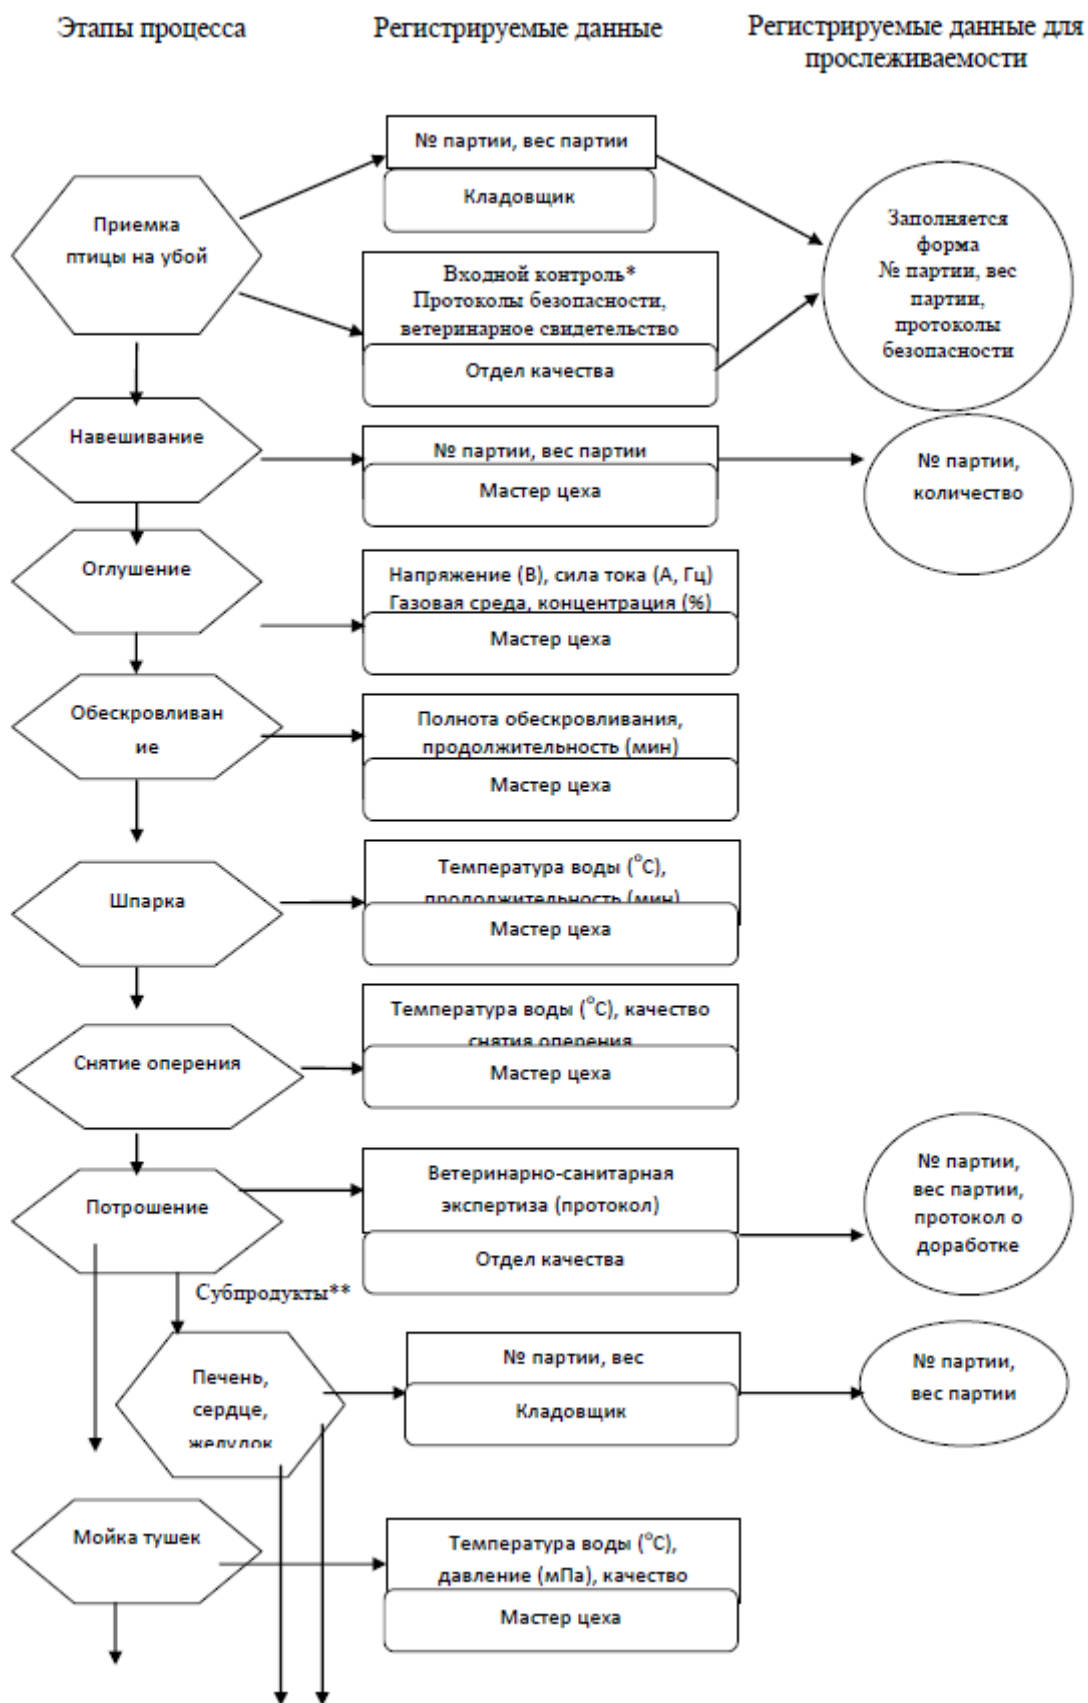 Этапы процесса
Регистрируемые данные
Регистрируемые данные для
прослеживаемости
№ партии, вес партии
Кладовщик
Приемка
птицы на убой
Входной контроль*
Протоколы безопасности,
ветеринарное свидетельство
Отдел качества
Заполняется
форма
№ партии, вес
партии,
протоколы
безопасности
Навешивание
№ партии, вес партии
Мастер цеха
№ партии,
количество
Оглушение
Напряжение (В), сила тока (А, Гц)
Газовая среда, концентрация (%)
Мастер цеха
Обескровливан
ие
Полнота обескровливания,
продолжительность (мин)
Мастер цеха
Шпарка
Температура воды (°С),
продолжительность (мин)
Мастер цеха
Снятие оперения
Температура воды (°С), качество
снятия оперения
Мастер цеха
Потрошение
Ветеринарно-санитарная
экспертиза (протокол)
Отдел качества
№ партии,
вес партии,
протокол о
доработке
Субпродукты**
Печень,
сердце,
желудок
№ партии, вес
Кладовщик
№ партии,
вес партии
Мойка тушек
Температура воды (°С),
давление (мПа), качество
Мастер цеха